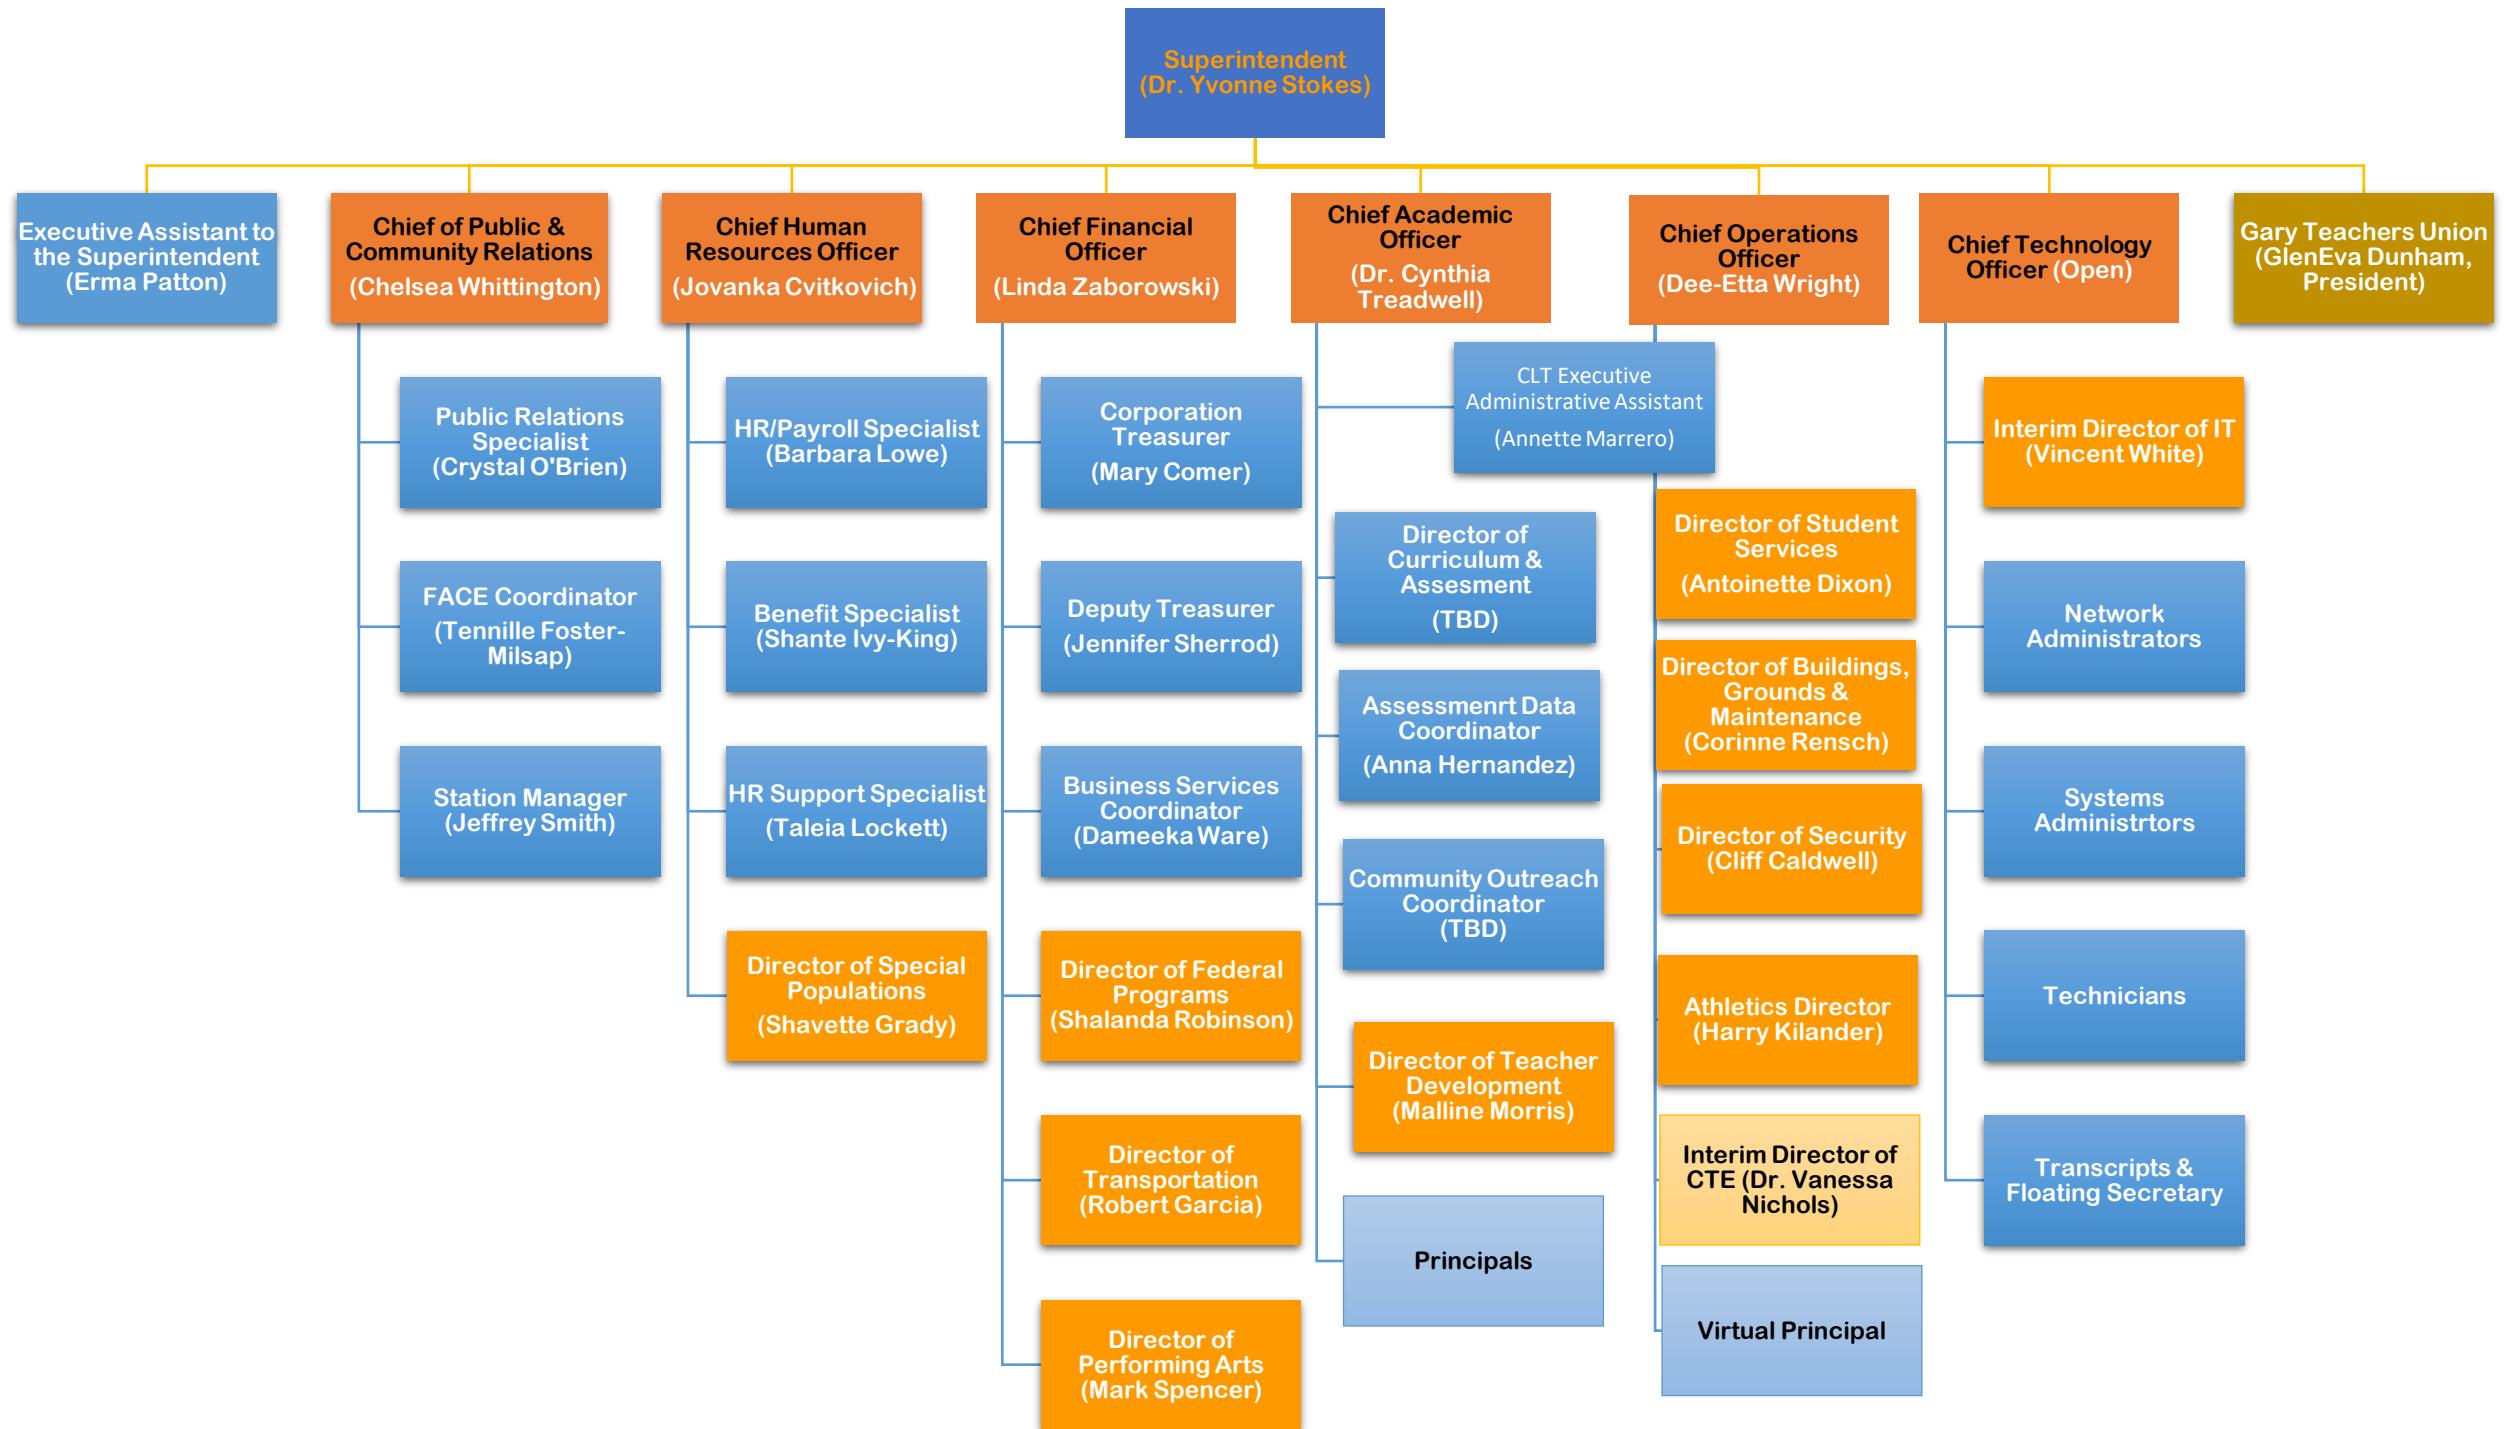 Superintendent
(Dr. Yvonne Stokes)
Executive Assistant to
the Superintendent
(Erma Patton)
Chief of Public &
Community Relations
(Chelsea Whittington)
Chief Human
Resources Officer
(Jovanka Cvitkovich)
Chief Financial
Officer
(Linda Zaborowski)
Chief Academic
Officer
(Dr. Cynthia
Treadwell)
Chief Operations
Officer
(Dee-Etta Wright)
Chief Technology
Officer (Open)
Gary Teachers Union
(GlenEva Dunham,
President)
Public Relations
Specialist
(Crystal O'Brien)
FACE Coordinator
(Tennille Foster-
Milsap)
Station Manager
(Jeffrey Smith)
HR/Payroll Specialist
(Barbara Lowe)
Benefit Specialist
(Shante Ivy-King)
HR Support Specialist
(Taleia Lockett)
Director of Special
Populations
(Shavette Grady)
Corporation
Treasurer
(Mary Comer)
Deputy Treasurer
(Jennifer Sherrod)
Business Services
Coordinator
(Dameeka Ware)
Director of Federal
Programs
(Shalanda Robinson)
Director of
Transportation
(Robert Garcia)
Director of
Performing Arts
(Mark Spencer)
CLT Executive
Administrative Assistant
(Annette Marrero)
Director of
Curriculum &
Assesment
(TBD)
Assessmenrt Data
Coordinator
(Anna Hernandez)
Community Outreach
Coordinator
(TBD)
Director of Teacher
Development
(Malline Morris)
Principals
Director of Student
Services
(Antoinette Dixon)
Director of Buildings,
Grounds &
Maintenance
(Corinne Rensch)
Director of Security
(Cliff Caldwell)
Athletics Director
(Harry Kilander)
Interim Director of
CTE (Dr. Vanessa
Nichols)
Virtual Principal
Interim Director of IT
(Vincent White)
Network
Administrators
Systems
Administrtors
Technicians
Transcripts &
Floating Secretary